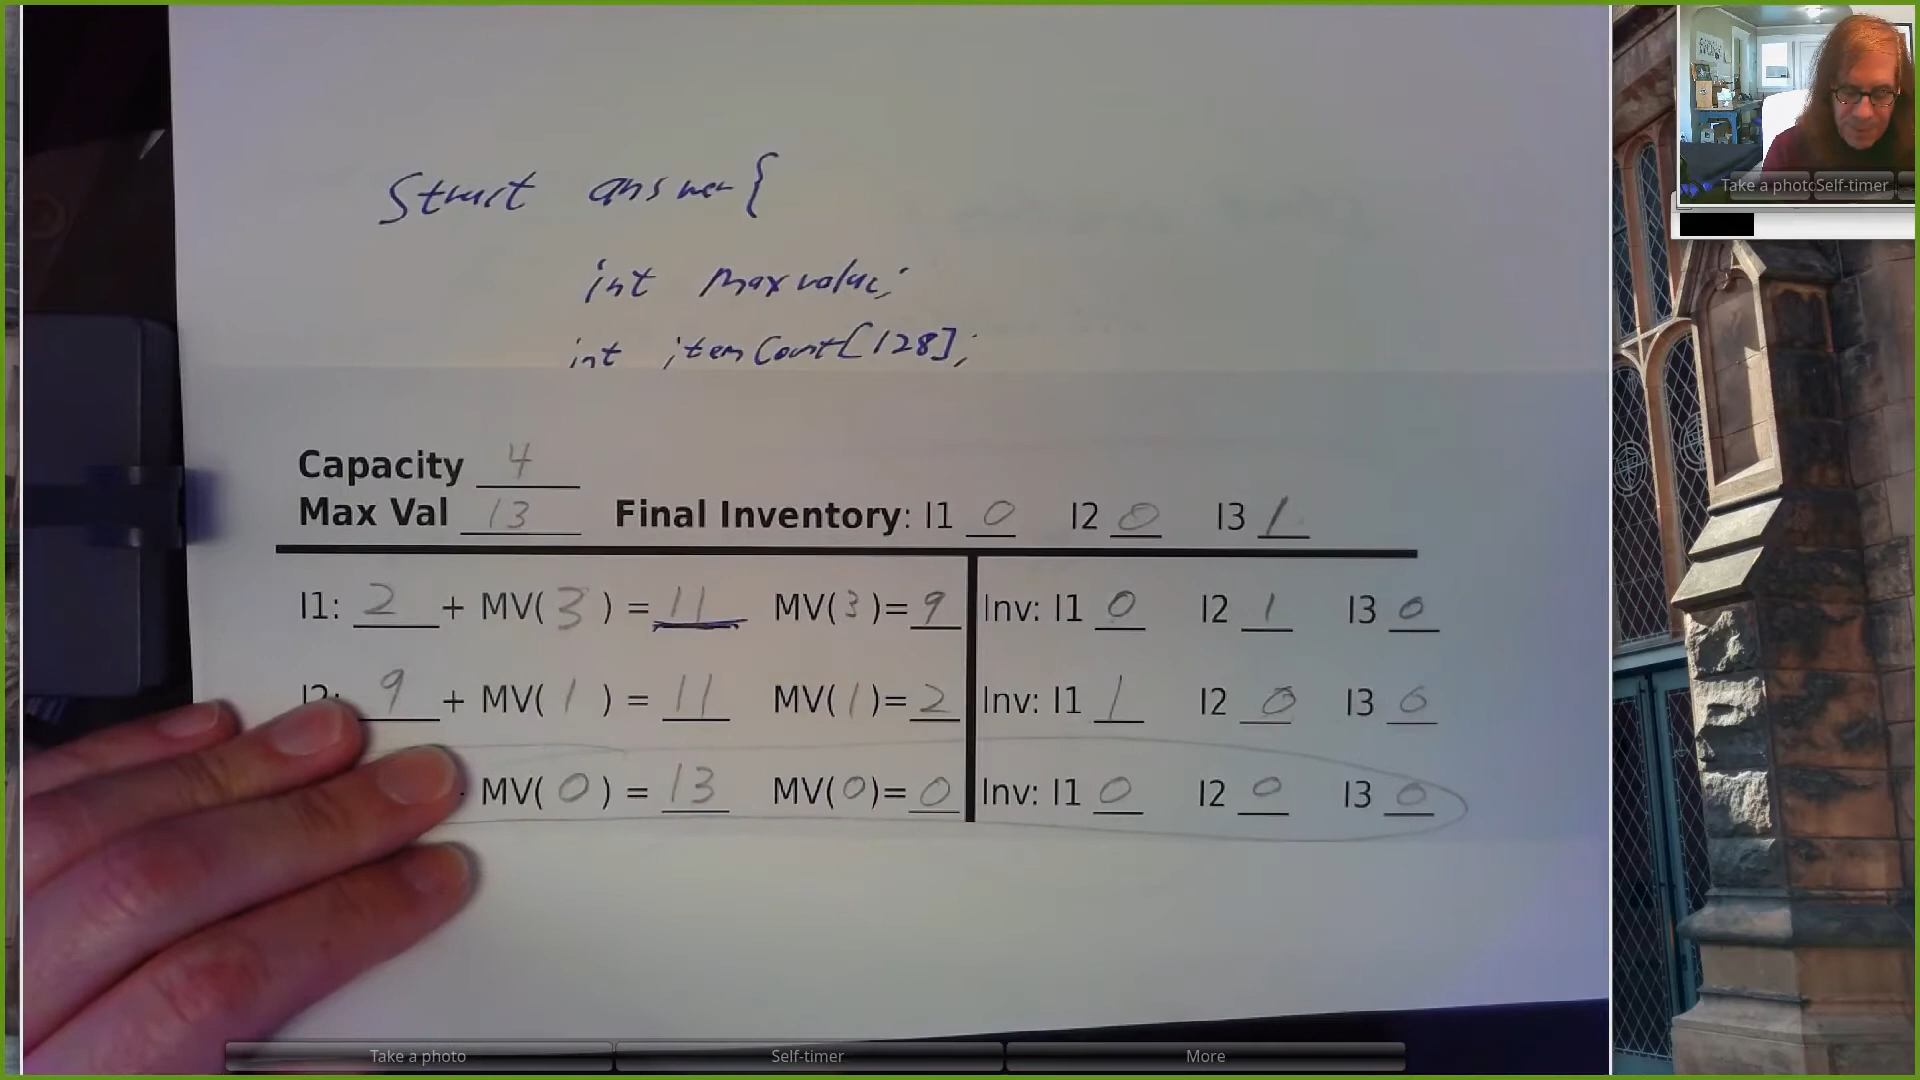 Struct answer {
int maxvalue;
int itemCount[128];
Capacity 4
Max Val 13 Final Inventory: I1 0 I2 0 I3 1
I1: 2 + MV( 3 ) = 11 MV( 3 )= 9 Inv: I1 0 I2 1 I3 0
I2: 9 + MV( 1 ) = 11 MV( 1 )= 2 Inv: I1 1 I2 0 I3 0
MV( 0 ) = 13 MV( 0 )= 0 Inv: I1 0 I2 0 I3 0
Take a photo Self-timer
Take a photo Self-timer More